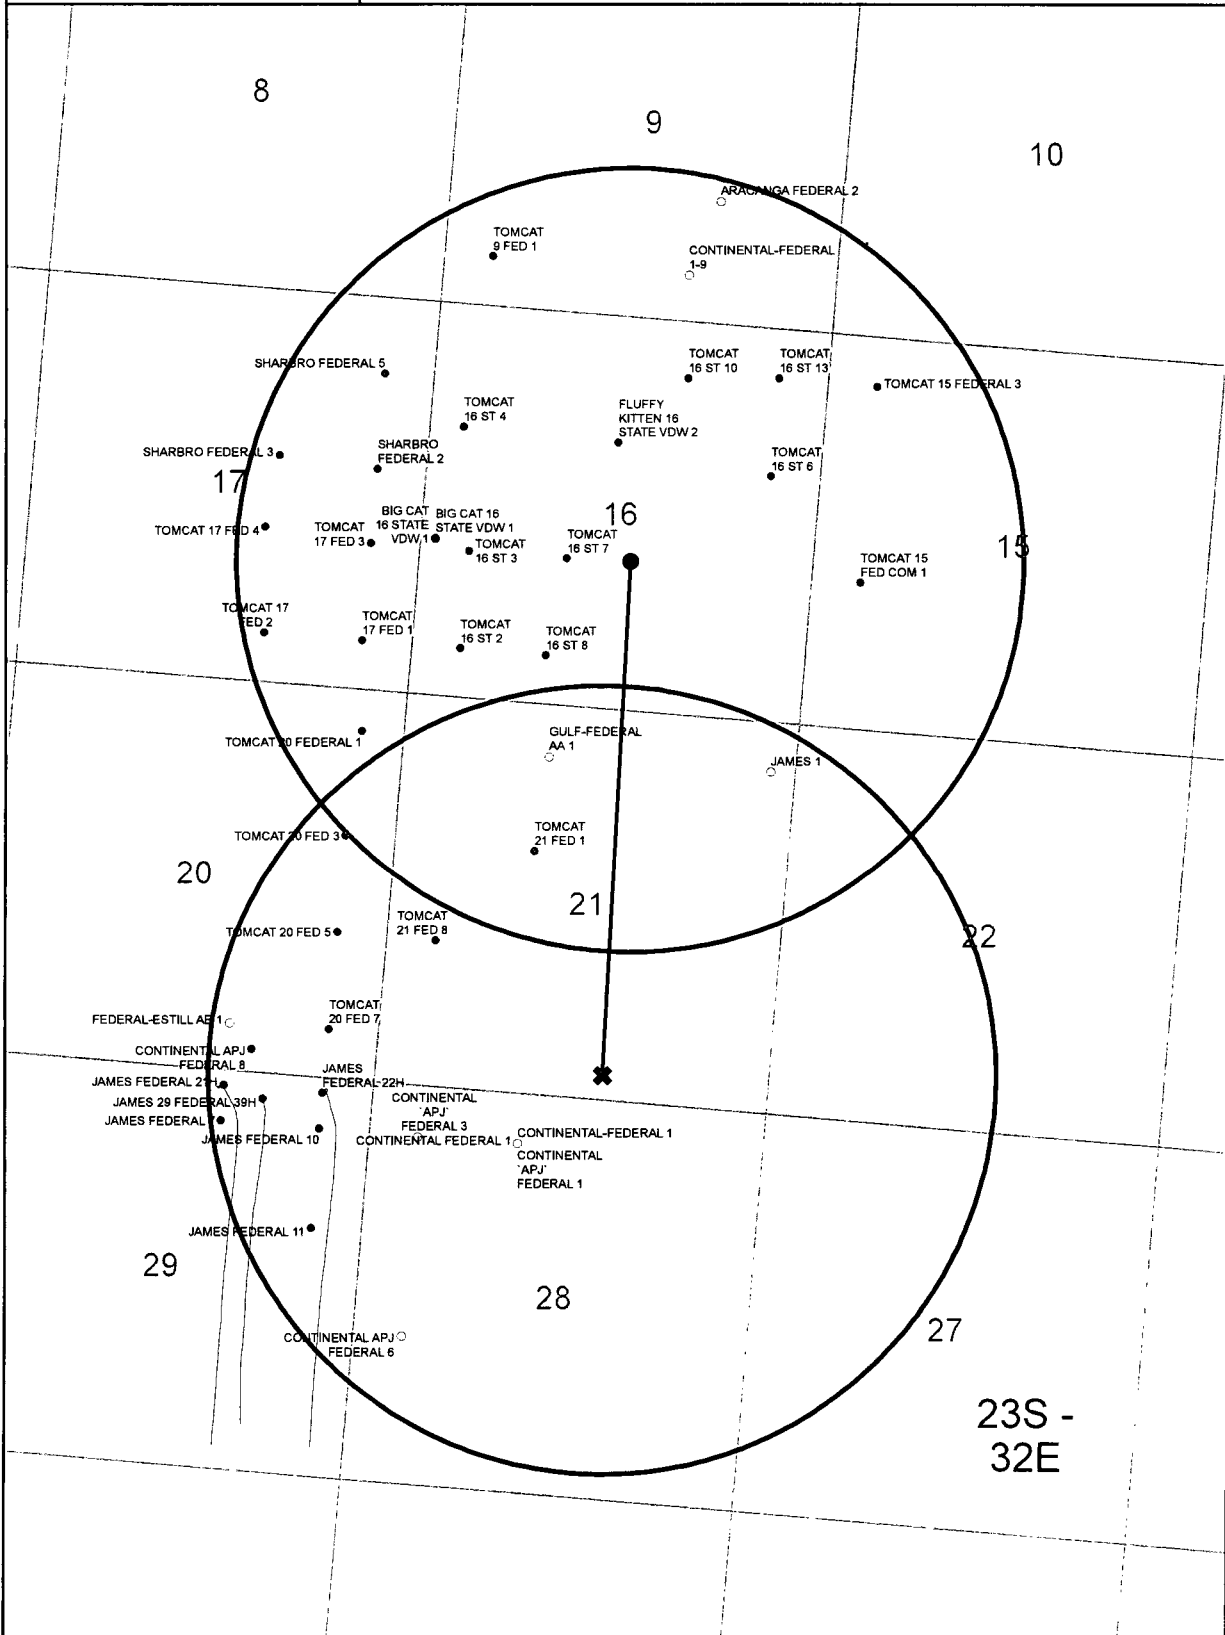 8
9
10
ARACANGA FEDERAL 2
TOMCAT
9 FED 1
CONTINENTAL-FEDERAL
1-9
SHARBRO FEDERAL 5
TOMCAT
16 ST 10
TOMCAT
16 ST 13
TOMCAT 15 FEDERAL 3
TOMCAT
16 ST 4
FLUFFY
KITTEN 16
STATE VDW 2
SHARBRO FEDERAL 3
SHARBRO
FEDERAL 2
TOMCAT
16 ST 6
17
BIG CAT
16 STATE
VDW 1
BIG CAT 16
STATE VDW 1
16
TOMCAT 17 FED 4
TOMCAT
17 FED 3
TOMCAT
16 ST 3
TOMCAT
16 ST 7
15
TOMCAT 15
FED COM 1
TOMCAT 17
FED 2
TOMCAT
17 FED 1
TOMCAT
16 ST 2
TOMCAT
16 ST 8
TOMCAT 20 FEDERAL 1
GULF-FEDERAL
AA 1
JAMES 1
TOMCAT 20 FED 3
TOMCAT
21 FED 1
20
21
22
TOMCAT 20 FED 5
TOMCAT
21 FED 8
FEDERAL-ESTILL AE 1
TOMCAT
20 FED 7
CONTINENTAL APJ
FEDERAL 8
JAMES FEDERAL 21H
JAMES
FEDERAL 22H
JAMES 29 FEDERAL 39H
JAMES FEDERAL 7
JAMES FEDERAL 10
CONTINENTAL
`APJ`
FEDERAL 3
CONTINENTAL FEDERAL 1
CONTINENTAL-FEDERAL 1
CONTINENTAL
`APJ`
FEDERAL 1
JAMES FEDERAL 11
29
28
27
CONTINENTAL APJ
FEDERAL 6
23S -
32E